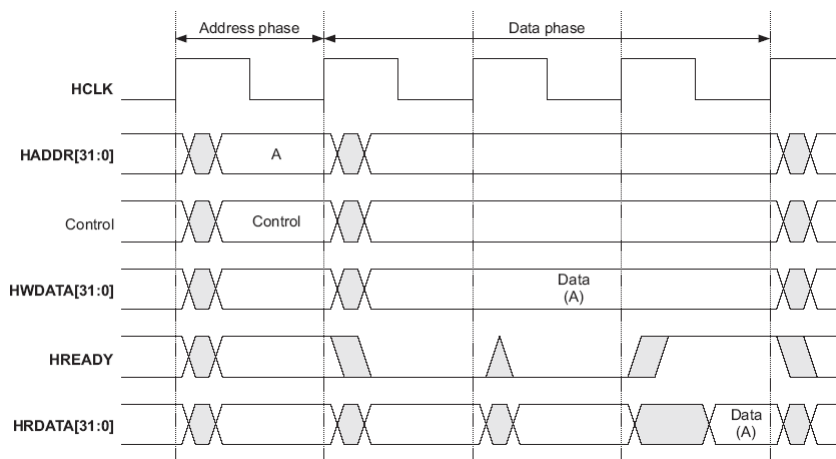 Address phase
Data phase
HCLK
HADDR[31:0]
A
Control
Control
HWDATA[31:0]
Data
(A)
HREADY
HRDATA[31:0]
Data
(A)